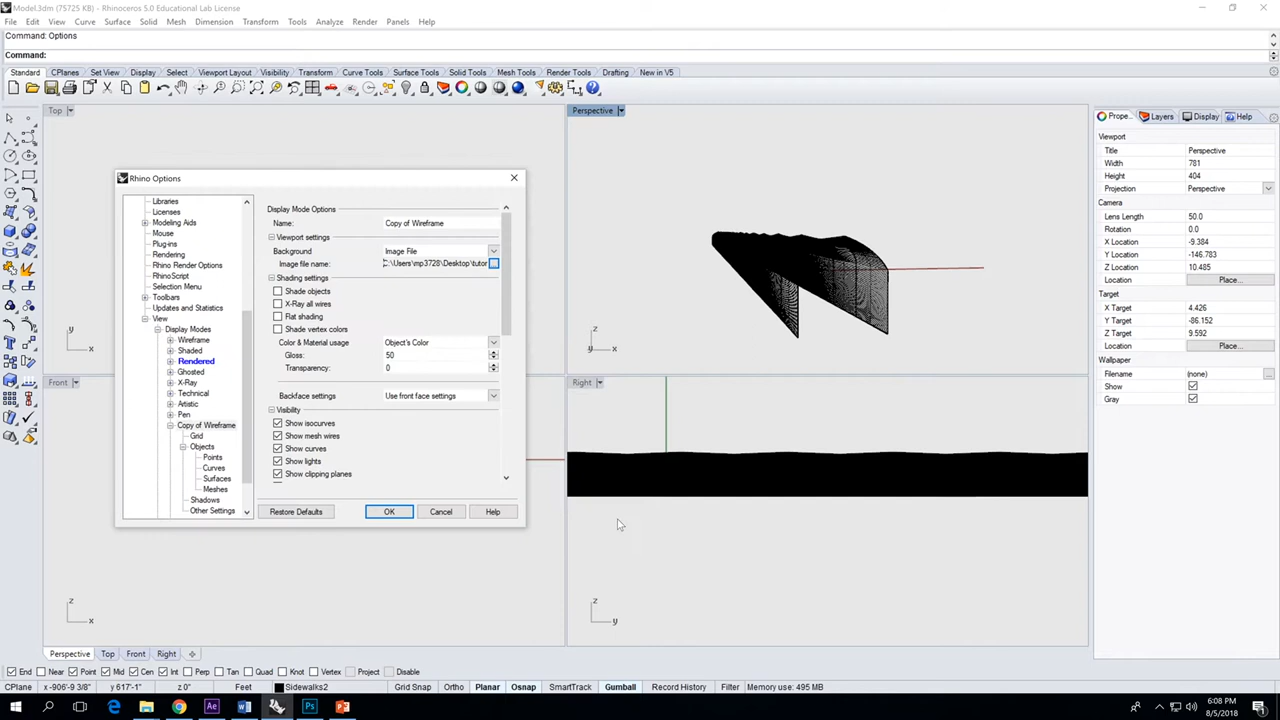 Model.3dm (75725 KB) - Rhinoceros 5.0 Educational Lab License
File Edit View Curve Surface Solid Mesh Dimension Transform Tools Analyze Render Panels Help
Command: Options
Command:
Standard CPlanes Set View Display Select Viewport Layout Visibility Transform Curve Tools Surface Tools Solid Tools Mesh Tools Render Tools Drafting New in V5
Top
Perspective
Prope... Layers Display Help
Viewport
Title Perspective
Width 781
Height 404
Projection Perspective
Camera
Lens Length 50.0
Rotation 0.0
X Location -9.384
Y Location -146.783
Z Location 10.485
Location Place...
Target
X Target 4.426
Y Target -86.152
Z Target 9.592
Location Place...
Wallpaper
Filename (none) ...
Show
Gray
Rhino Options
Libraries
Licenses
Modeling Aids
Mouse
Plug-ins
Rendering
Rhino Render Options
RhinoScript
Selection Menu
Toolbars
Updates and Statistics
View
Display Modes
Wireframe
Shaded
Rendered
Ghosted
X-Ray
Technical
Artistic
Pen
Copy of Wireframe
Grid
Objects
Points
Curves
Surfaces
Meshes
Shadows
Other Settings
Display Mode Options
Name: Copy of Wireframe
Viewport settings
Background Image File
Image file name: C:\Users\mp3728\Desktop\tutor
Shading settings
Shade objects
X-Ray all wires
Flat shading
Shade vertex colors
Color & Material usage Object's Color
Gloss: 50
Transparency: 0
Backface settings Use front face settings
Visibility
Show isocurves
Show mesh wires
Show curves
Show lights
Show clipping planes
Restore Defaults OK Cancel Help
y x
z y x
Front
Right
z x
z y
Perspective Top Front Right
End Near Point Mid Cen Int Perp Tan Quad Knot Vertex Project Disable
CPlane x -906'-9 3/8" y 617'-1" z 0" Feet Sidewalks2 Grid Snap Ortho Planar Osnap SmartTrack Gumball Record History Filter Memory use: 495 MB
6:08 PM
8/5/2018